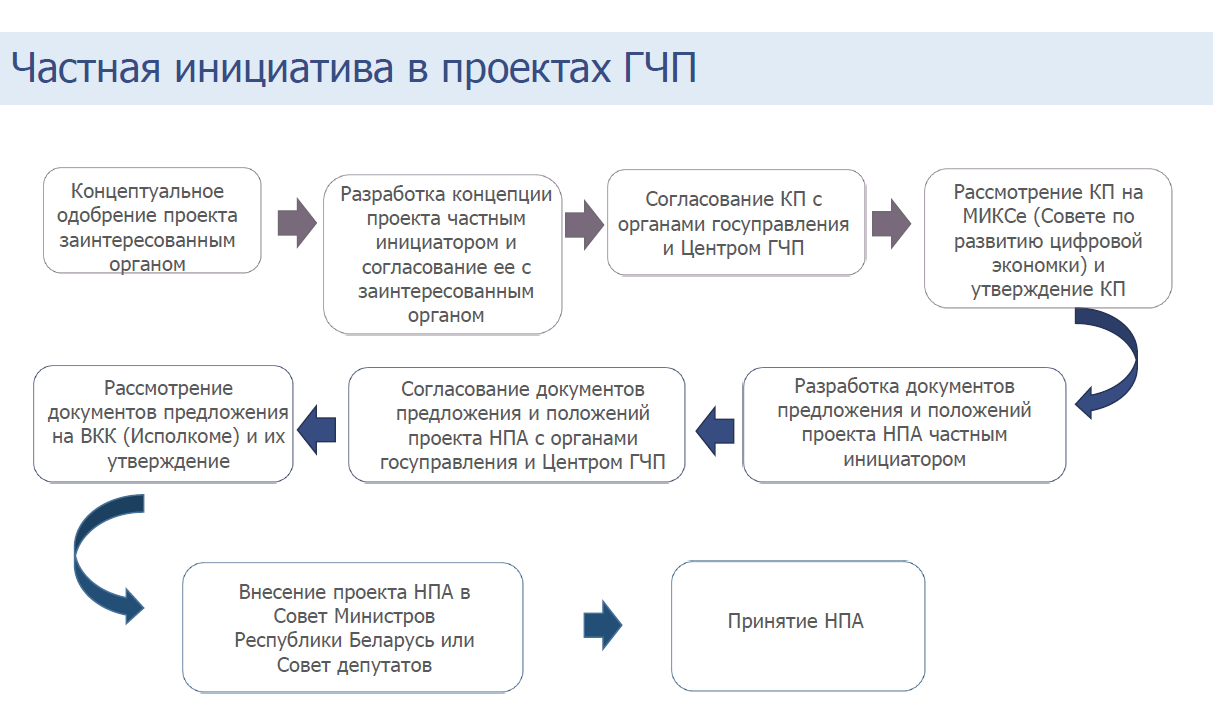 Частная инициатива в проектах ГЧП
Концептуальное
одобрение проекта
заинтересованным
органом
Разработка концепции
проекта частным
инициатором и
согласование ее с
заинтересованным
органом
Согласование КП с
органами госуправления
и Центром ГЧП
Рассмотрение КП на
МИКСе (Совете по
развитию цифровой
экономки) и
утверждение КП
Разработка документов
предложения и положений
проекта НПА частным
инициатором
Согласование документов
предложения и положений
проекта НПА с органами
госуправления и Центром ГЧП
Рассмотрение
документов предложения
на ВКК (Исполкоме) и их
утверждение
Внесение проекта НПА в
Совет Министров
Республики Беларусь или
Совет депутатов
Принятие НПА